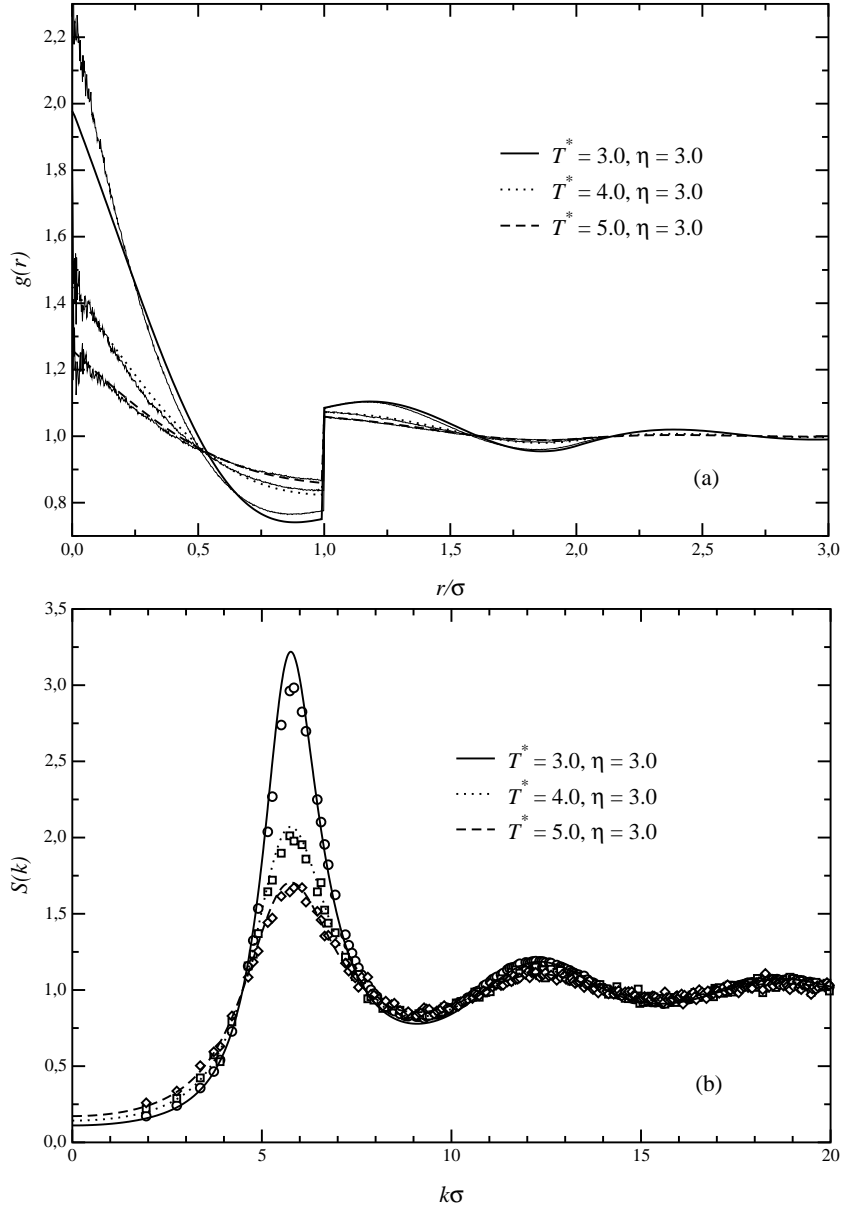 2,2
2,0
1,8
1,6
1,4
1,2
1,0
0,8
g(r)
T* = 3.0, η = 3.0
T* = 4.0, η = 3.0
T* = 5.0, η = 3.0
(a)
0,0 0,5 1,0 1,5 2,0 2,5 3,0
r/σ
3,5
3,0
2,5
2,0
1,5
1,0
0,5
0,0
S(k)
T* = 3.0, η = 3.0
T* = 4.0, η = 3.0
T* = 5.0, η = 3.0
(b)
0 5 10 15 20
kσ